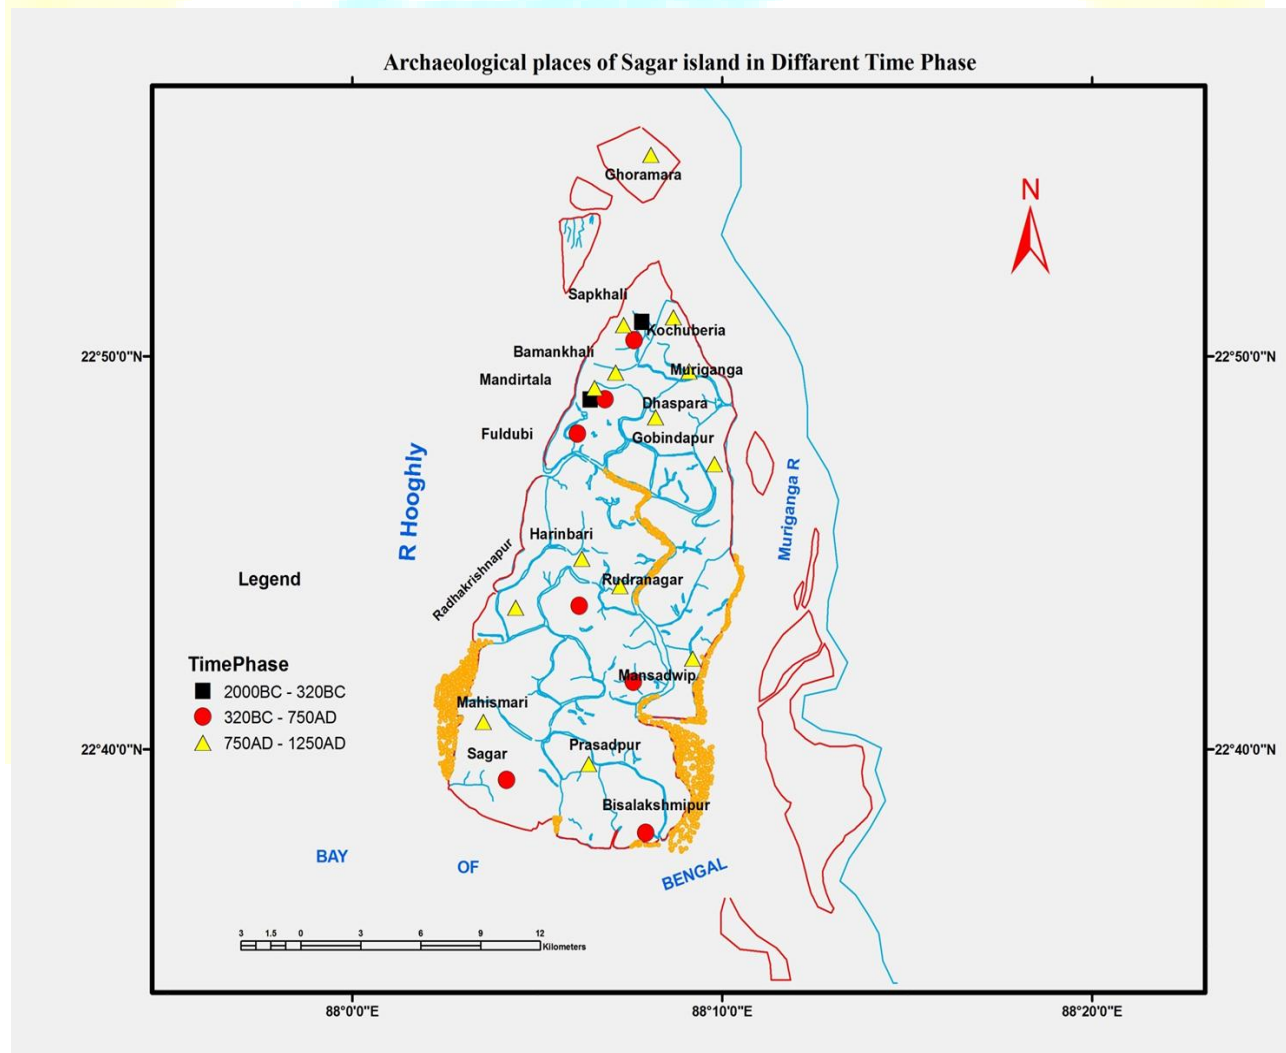 Archaeological places of Sagar island in Diffarent Time Phase
N
Ghoramara
Sapkhali
Kochuberia
22°50'0"N
22°50'0"N
Bamankhali
Muriganga
Mandirtala
Dhaspara
Fuldubi
Gobindapur
R Hooghly
Muriganga R
Harinbari
Radhakrishnapur
Rudranagar
Legend
TimePhase
2000BC - 320BC
320BC - 750AD
750AD - 1250AD
Mansadwip
Mahismari
Prasadpur
Sagar
22°40'0"N
22°40'0"N
Bisalakshmipur
BAY OF BENGAL
3 1.5 0 3 6 9 12
Kilometers
88°0'0"E
88°10'0"E
88°20'0"E